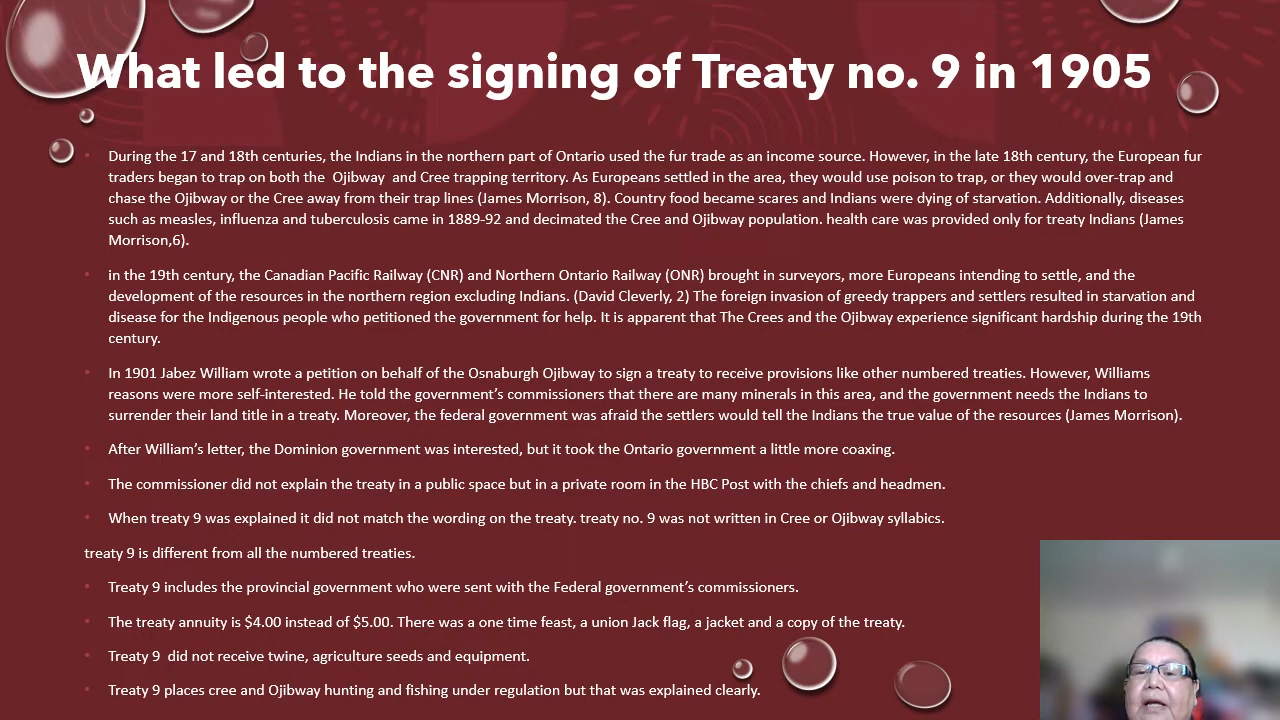 What led to the signing of Treaty no. 9 in 1905
During the 17 and 18th centuries, the Indians in the northern part of Ontario used the fur trade as an income source. However, in the late 18th century, the European fur
traders began to trap on both the  Ojibway  and Cree trapping territory. As Europeans settled in the area, they would use poison to trap, or they would over-trap and
chase the Ojibway or the Cree away from their trap lines (James Morrison, 8). Country food became scares and Indians were dying of starvation. Additionally, diseases
such as measles, influenza and tuberculosis came in 1889-92 and decimated the Cree and Ojibway population. health care was provided only for treaty Indians (James
Morrison,6).
in the 19th century, the Canadian Pacific Railway (CNR) and Northern Ontario Railway (ONR) brought in surveyors, more Europeans intending to settle, and the
development of the resources in the northern region excluding Indians. (David Cleverly, 2) The foreign invasion of greedy trappers and settlers resulted in starvation and
disease for the Indigenous people who petitioned the government for help. It is apparent that The Crees and the Ojibway experience significant hardship during the 19th
century.
In 1901 Jabez William wrote a petition on behalf of the Osnaburgh Ojibway to sign a treaty to receive provisions like other numbered treaties. However, Williams
reasons were more self-interested. He told the government's commissioners that there are many minerals in this area, and the government needs the Indians to
surrender their land title in a treaty. Moreover, the federal government was afraid the settlers would tell the Indians the true value of the resources (James Morrison).
After William's letter, the Dominion government was interested, but it took the Ontario government a little more coaxing.
The commissioner did not explain the treaty in a public space but in a private room in the HBC Post with the chiefs and headmen.
When treaty 9 was explained it did not match the wording on the treaty. treaty no. 9 was not written in Cree or Ojibway syllabics.
treaty 9 is different from all the numbered treaties.
Treaty 9 includes the provincial government who were sent with the Federal government's commissioners.
The treaty annuity is $4.00 instead of $5.00. There was a one time feast, a union Jack flag, a jacket and a copy of the treaty.
Treaty 9  did not receive twine, agriculture seeds and equipment.
Treaty 9 places cree and Ojibway hunting and fishing under regulation but that was explained clearly.